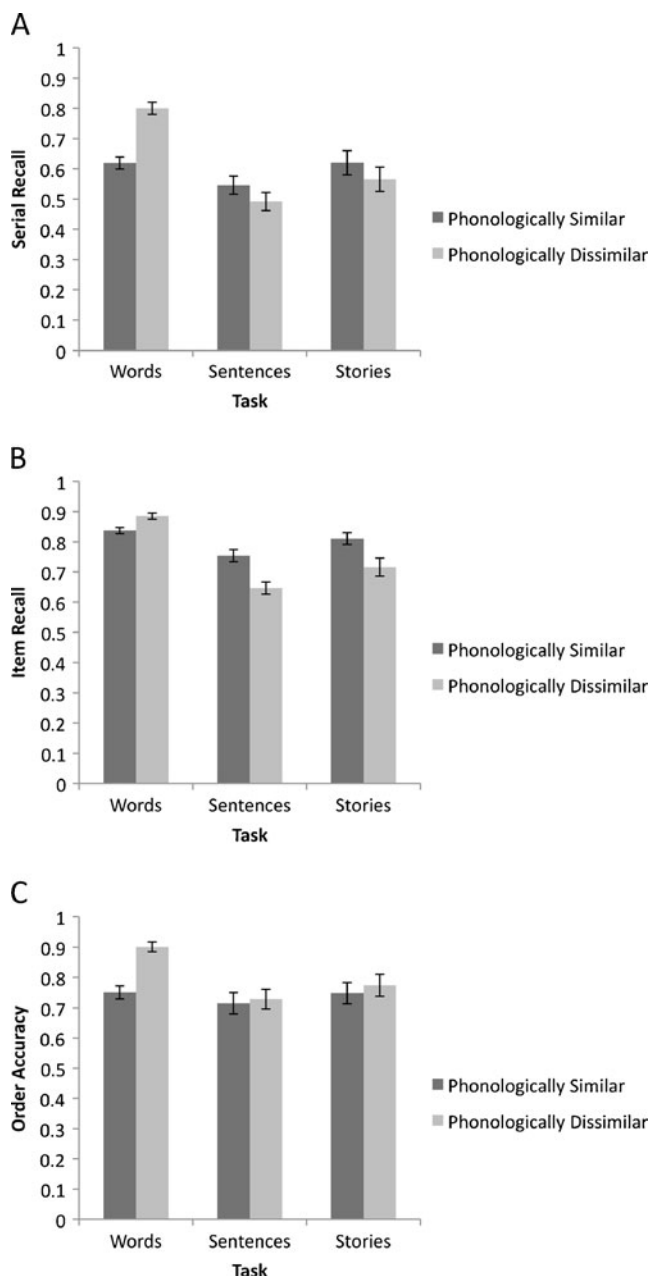 A
Serial Recall
1
0.9
0.8
0.7
0.6
0.5
0.4
0.3
0.2
0.1
0
Words Sentences Stories
Task
Phonologically Similar
Phonologically Dissimilar
B
Item Recall
1
0.9
0.8
0.7
0.6
0.5
0.4
0.3
0.2
0.1
0
Words Sentences Stories
Task
Phonologically Similar
Phonologically Dissimilar
C
Order Accuracy
1
0.9
0.8
0.7
0.6
0.5
0.4
0.3
0.2
0.1
0
Words Sentences Stories
Task
Phonologically Similar
Phonologically Dissimilar